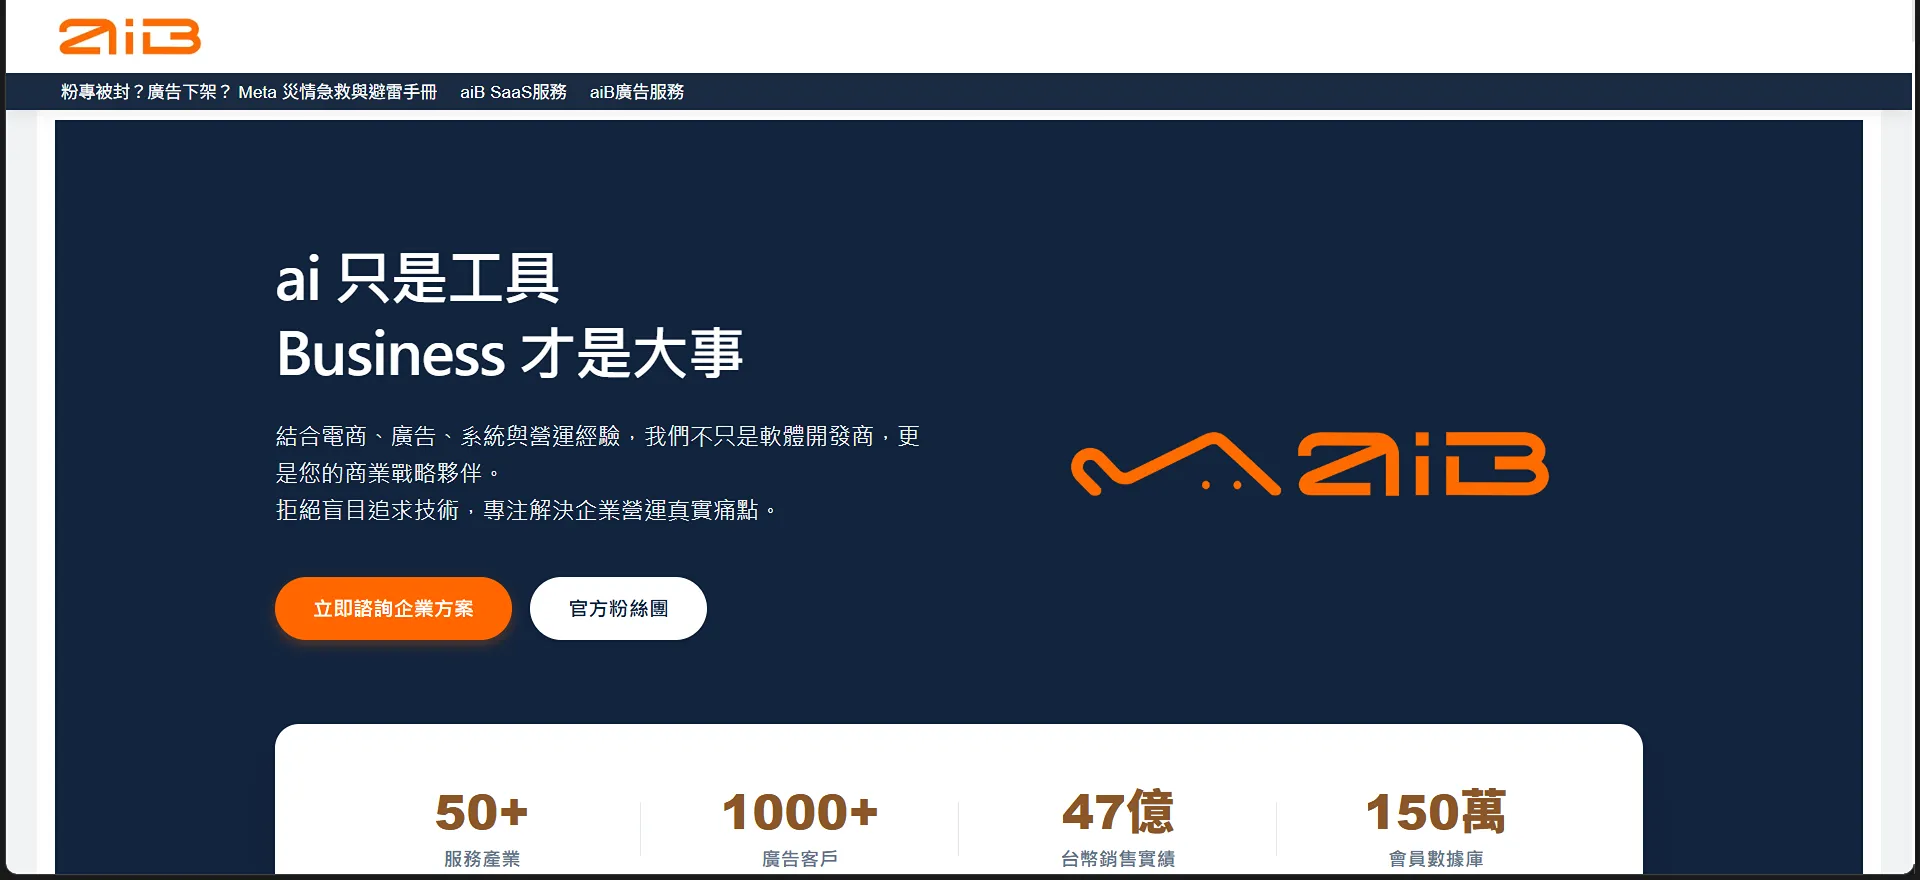 aiB
粉專被封？廣告下架？ Meta 災情急救與避雷手冊 aiB SaaS服務 aiB廣告服務
ai 只是工具
Business 才是大事
結合電商、廣告、系統與營運經驗，我們不只是軟體開發商，更
是您的商業戰略夥伴。
拒絕盲目追求技術，專注解決企業營運真實痛點。
aiB
立即諮詢企業方案 官方粉絲團
50+ 1000+ 47億 150萬
服務產業 廣告客戶 台幣銷售實績 會員數據庫